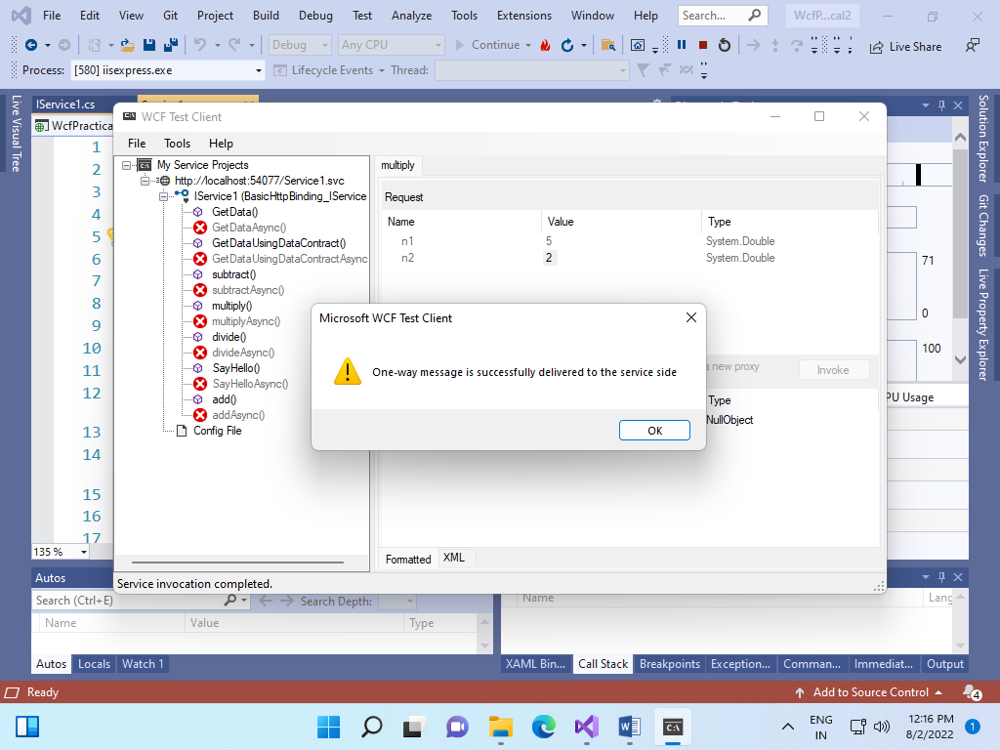 File Edit View Git Project Build Debug Test Analyze Tools Extensions Window Help Search... WcfP...cal2
Debug Any CPU Continue Live Share
Process: [580] iisexpress.exe Lifecycle Events Thread:
Live Visual Tree
IService1.cs
WcfPractica
1
2
3
4
5
6
7
8
9
10
11
12
13
14
15
16
17
135 %
WCF Test Client
File Tools Help
My Service Projects
http://localhost:54077/Service1.svc
IService1 (BasicHttpBinding_IService
GetData()
GetDataAsync()
GetDataUsingDataContract()
GetDataUsingDataContractAsync
subtract()
subtractAsync()
multiply()
multiplyAsync()
divide()
divideAsync()
SayHello()
SayHelloAsync()
add()
addAsync()
Config File
multiply
Request
Name Value Type
n1 5 System.Double
n2 2 System.Double
a new proxy Invoke
Type
NullObject
Formatted XML
Service invocation completed.
Microsoft WCF Test Client
One-way message is successfully delivered to the service side
OK
71
0
100
PU Usage
Solution Explorer
Git Changes
Live Property Explorer
Autos
Search (Ctrl+E) Search Depth:
Name Value Type
Autos Locals Watch 1
Name Lang
XAML Bin... Call Stack Breakpoints Exception... Comman... Immediat... Output
Ready Add to Source Control 4
ENG
IN
12:16 PM
8/2/2022
1